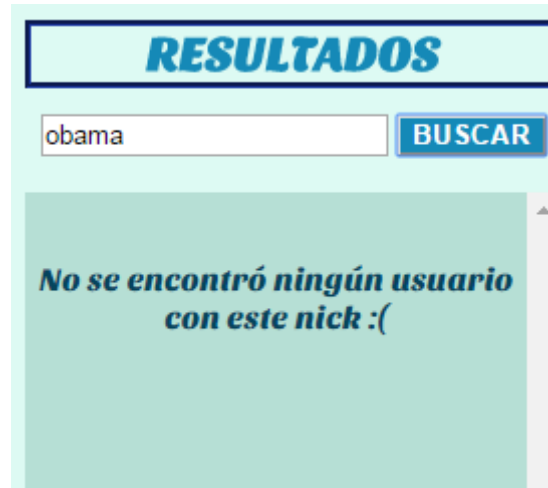 RESULTADOS
obama BUSCAR
No se encontró ningún usuario
con este nick :(